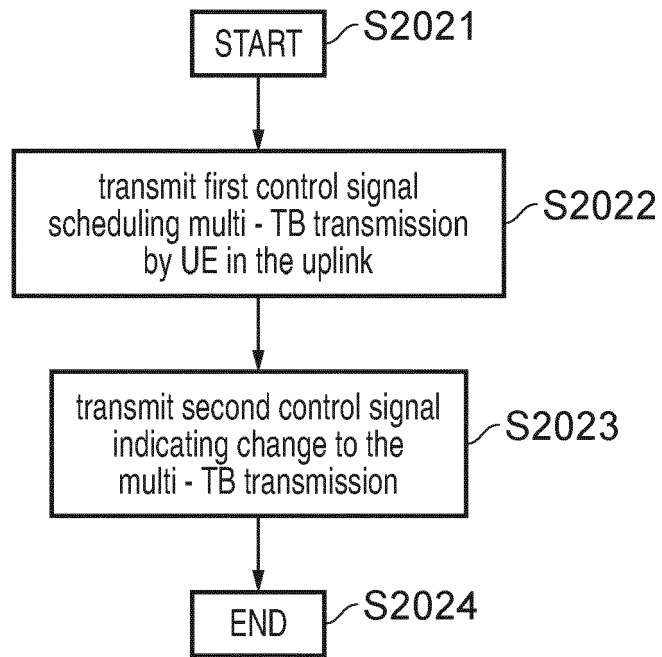 START
S2021
transmit first control signal
scheduling multi - TB transmission
by UE in the uplink
S2022
transmit second control signal
indicating change to the
multi - TB transmission
S2023
END
S2024